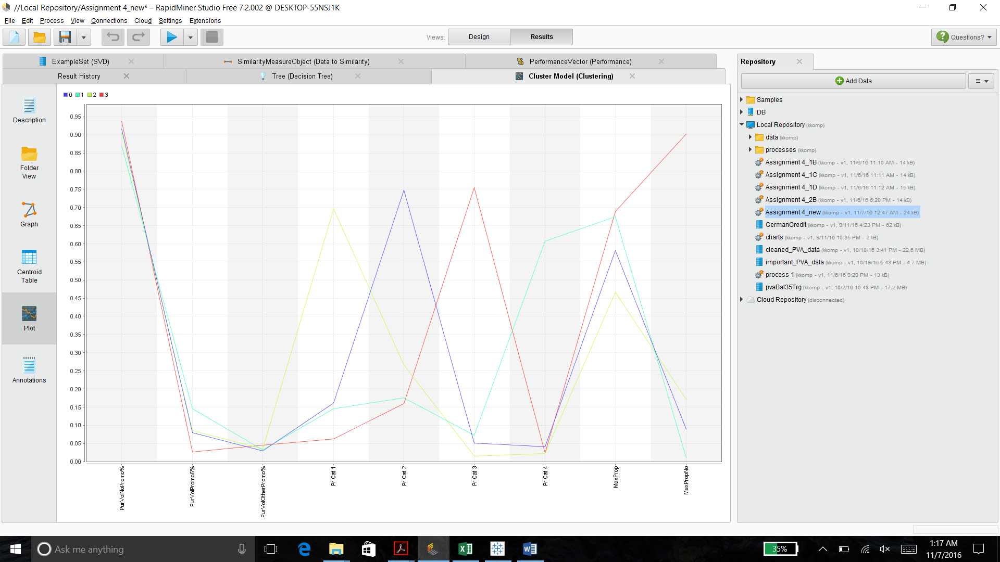 //Local Repository/Assignment 4_new* – RapidMiner Studio Free 7.2.002 @ DESKTOP-55NSJ1K
File Edit Process View Connections Cloud Settings Extensions
Views: Design Results Questions?
ExampleSet (SVD) SimilarityMeasureObject (Data to Similarity) PerformanceVector (Performance)
Result History Tree (Decision Tree) Cluster Model (Clustering)
Description
Folder
View
Graph
Centroid
Table
Plot
Annotations
0 1 2 3
0.95
0.90
0.85
0.80
0.75
0.70
0.65
0.60
0.55
0.50
0.45
0.40
0.35
0.30
0.25
0.20
0.15
0.10
0.05
0.00
PurVolNoPromo%
PurVolPromo6%
PurVolOtherPromo%
Pr Cat 1
Pr Cat 2
Pr Cat 3
Pr Cat 4
MaxProp
MaxPropNo
Repository
Add Data
Samples
DB
Local Repository (kkomp)
data (kkomp)
processes (kkomp)
Assignment 4_1B (kkomp - v1, 11/6/16 11:10 AM - 14 kB)
Assignment 4_1C (kkomp - v1, 11/6/16 11:11 AM - 14 kB)
Assignment 4_1D (kkomp - v1, 11/6/16 11:12 AM - 15 kB)
Assignment 4_2B (kkomp - v1, 11/6/16 6:20 PM - 14 kB)
Assignment 4_new (kkomp - v1, 11/7/16 12:47 AM - 24 kB)
GermanCredit (kkomp - v1, 9/11/16 4:23 PM - 62 kB)
charts (kkomp - v1, 9/11/16 10:35 PM - 2 kB)
cleaned_PVA_data (kkomp - v1, 10/18/16 3:41 PM - 22.6 MB)
important_PVA_data (kkomp - v1, 10/19/16 5:43 PM - 4.7 MB)
process 1 (kkomp - v1, 11/6/16 9:29 PM - 13 kB)
pvaBal35Trg (kkomp - v1, 10/2/16 10:48 PM - 17.2 MB)
Cloud Repository (disconnected)
Ask me anything
35%
1:17 AM
11/7/2016